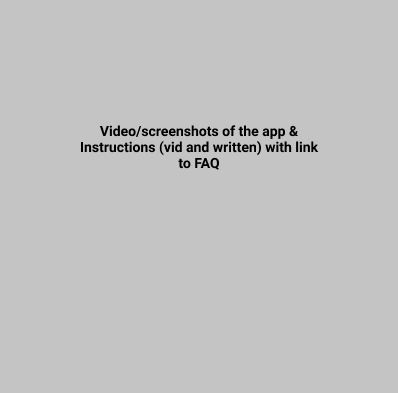 Video/screenshots of the app &
Instructions (vid and written) with link
to FAQ